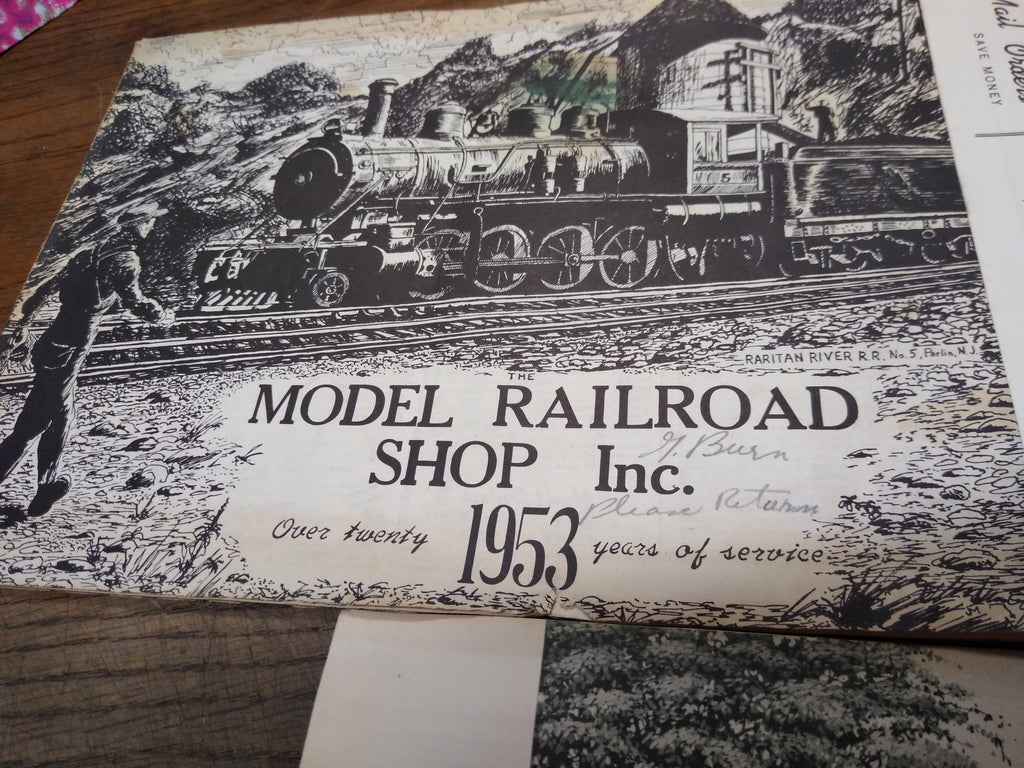 Mail Orders
SAVE MONEY
5
RARITAN RIVER R.R. No. 5, Parlin, N.J.
THE
MODEL RAILROAD
SHOP Inc.
G. Buen
Please Return
Over twenty 1953 years of service